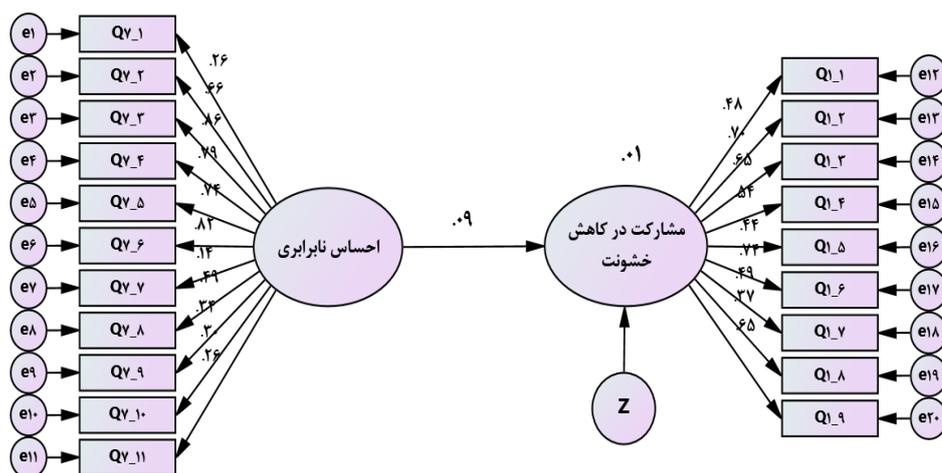 e۱
Q۷_۱
e۲
Q۷_۲
e۳
Q۷_۳
e۴
Q۷_۴
e۵
Q۷_۵
e۶
Q۷_۶
e۷
Q۷_۷
e۸
Q۷_۸
e۹
Q۷_۹
e۱۰
Q۷_۱۰
e۱۱
Q۷_۱۱
.۲۶
.۶۶
.۸۶
.۷۹
.۷۴
.۸۲
.۱۴
.۴۹
.۳۴
.۳۰
.۲۶
احساس نابرابری
.۰۹
.۰۱
مشارکت در کاهش
خشونت
Z
.۴۸
.۷۰
.۶۵
.۵۴
.۴۴
.۷۴
.۴۹
.۳۷
.۶۵
Q۱_۱
e۱۲
Q۱_۲
e۱۳
Q۱_۳
e۱۴
Q۱_۴
e۱۵
Q۱_۵
e۱۶
Q۱_۶
e۱۷
Q۱_۷
e۱۸
Q۱_۸
e۱۹
Q۱_۹
e۲۰